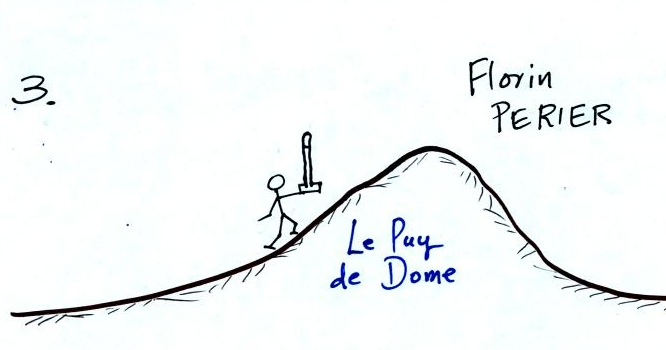 3.
Florin
PERIER
Le Puy
de Dome